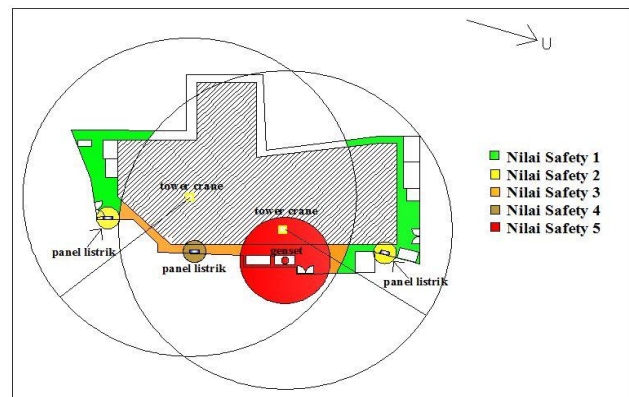 U
tower crane
tower crane
panel listrik
panel listrik
genset
panel listrik
Nilai Safety 1
Nilai Safety 2
Nilai Safety 3
Nilai Safety 4
Nilai Safety 5